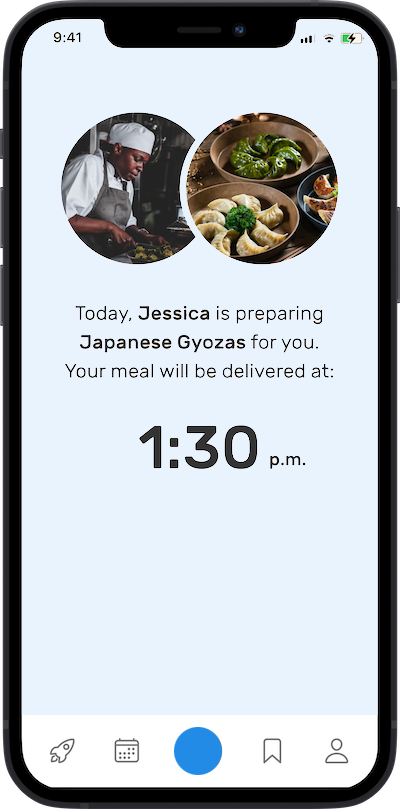 9:41
Today, Jessica is preparing
Japanese Gyozas for you.
Your meal will be delivered at:
1:30 p.m.